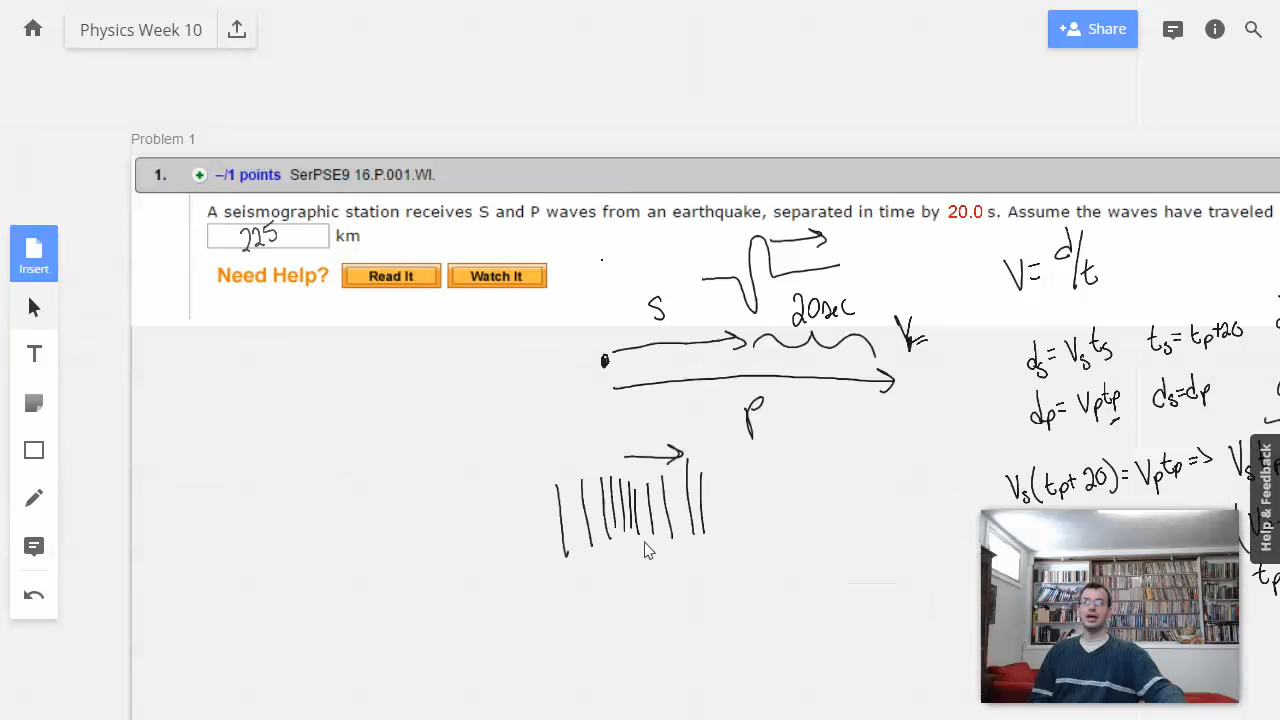 Physics Week 10
Share
Problem 1
1. –/1 points SerPSE9 16.P.001.WI.
A seismographic station receives S and P waves from an earthquake, separated in time by 20.0 s. Assume the waves have traveled
225 km
Need Help? Read It Watch It
Insert
T
S
20sec
V=
P
V= d/t
ds= Vs ts ts= tp+20
dp= Vp tp ds=dp
Vs(tp+20)= Vp tp => Vs
tp
Help & Feedback